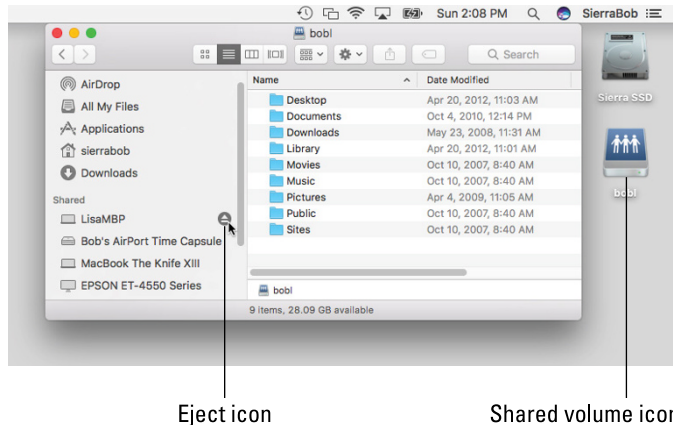 Sun 2:08 PM SierraBob
bobl
Search
Name Date Modified
AirDrop
All My Files
Applications
sierrabob
Downloads
Shared
LisaMBP
Bob's AirPort Time Capsule
MacBook The Knife XIII
EPSON ET-4550 Series
Desktop Apr 20, 2012, 11:03 AM
Documents Oct 4, 2010, 12:14 PM
Downloads May 23, 2008, 11:31 AM
Library Apr 20, 2012, 11:01 AM
Movies Oct 10, 2007, 8:40 AM
Music Oct 10, 2007, 8:40 AM
Pictures Apr 4, 2009, 11:05 AM
Public Oct 10, 2007, 8:40 AM
Sites Oct 10, 2007, 8:40 AM
bobl
9 items, 28.09 GB available
Sierra SSD
bobl
Eject icon
Shared volume icon